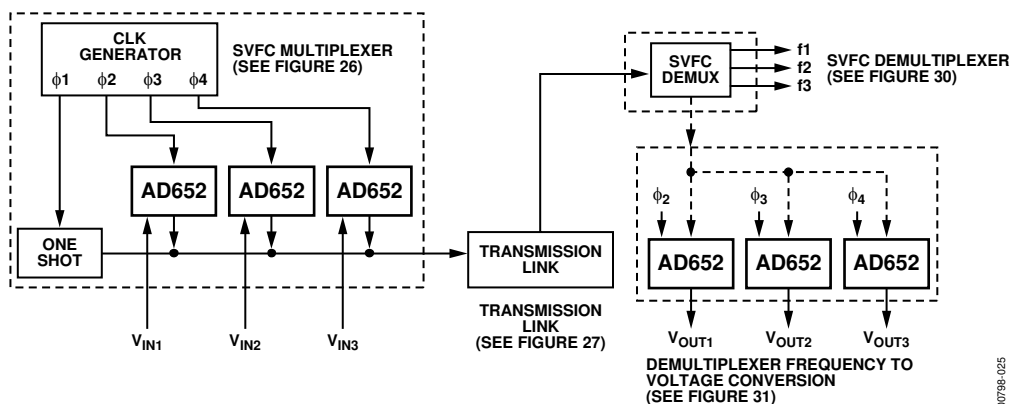 CLK
GENERATOR
ϕ1 ϕ2 ϕ3 ϕ4
SVFC MULTIPLEXER
(SEE FIGURE 26)
AD652
AD652
AD652
ONE
SHOT
VIN1
VIN2
VIN3
TRANSMISSION
LINK
TRANSMISSION
LINK
(SEE FIGURE 27)
SVFC
DEMUX
f1
f2
f3
SVFC DEMULTIPLEXER
(SEE FIGURE 30)
ϕ2
ϕ3
ϕ4
AD652
AD652
AD652
VOUT1
VOUT2
VOUT3
DEMULTIPLEXER FREQUENCY TO
VOLTAGE CONVERSION
(SEE FIGURE 31)
00798-025